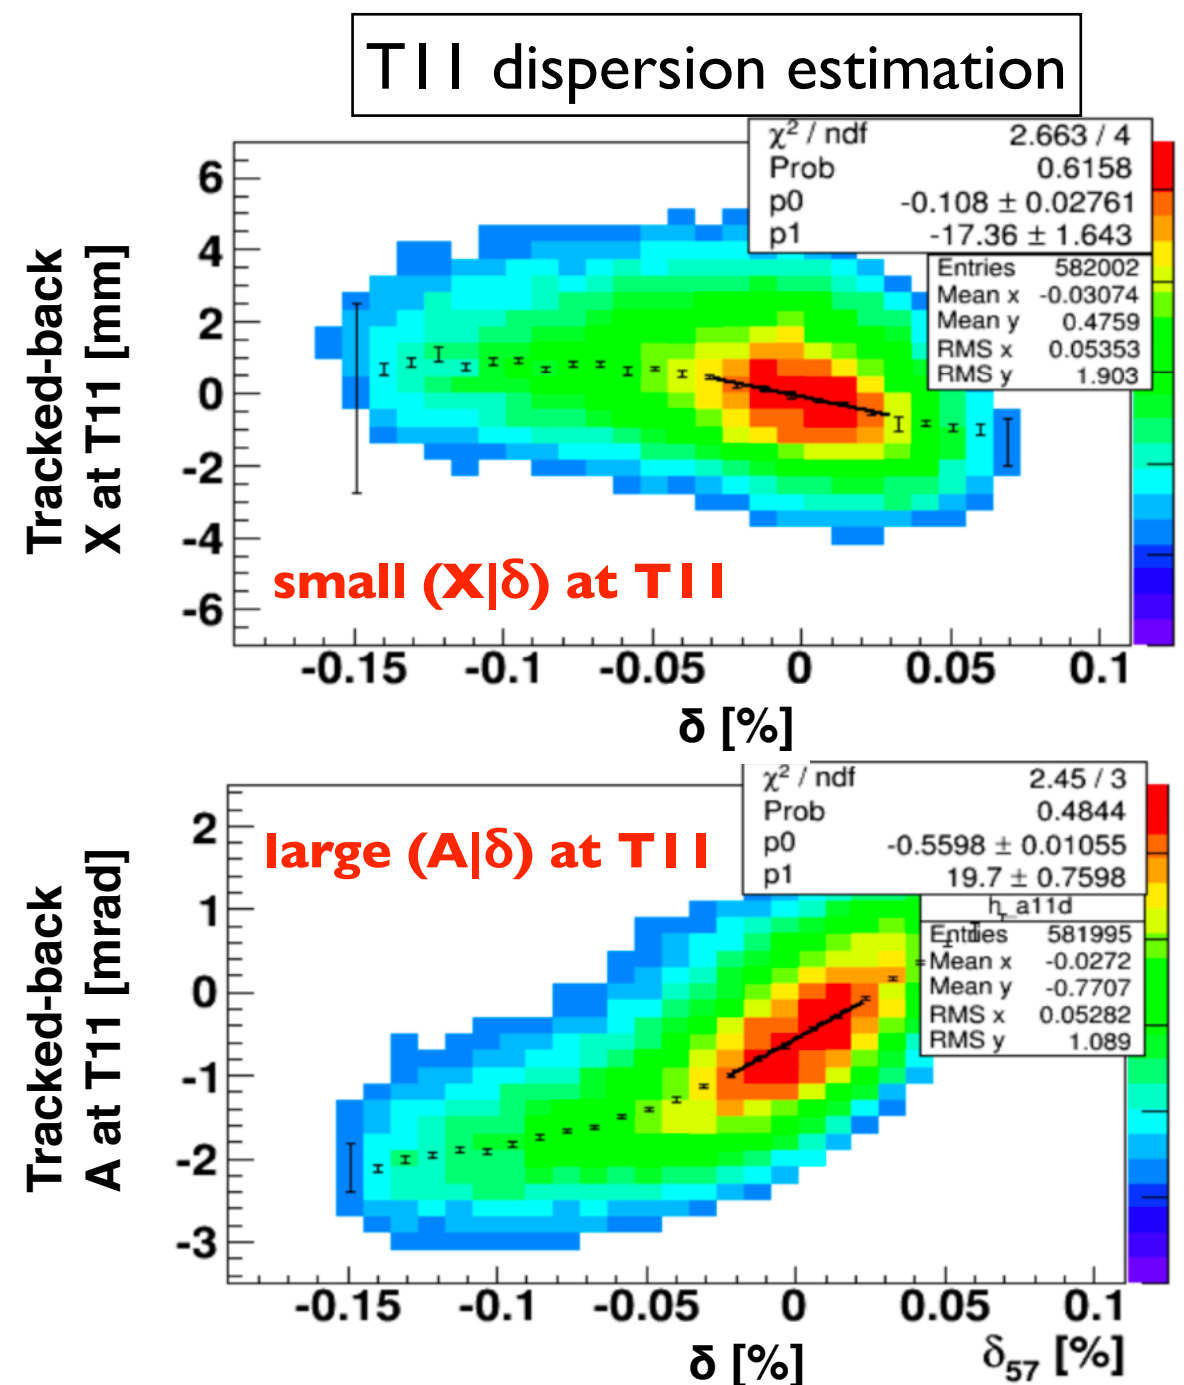 T11 dispersion estimation
χ² / ndf 2.663 / 4
Prob 0.6158
p0 -0.108 ± 0.02761
p1 -17.36 ± 1.643
Entries 582002
Mean x -0.03074
Mean y 0.4759
RMS x 0.05353
RMS y 1.903
Tracked-back
X at T11 [mm]
6
4
2
0
-2
-4
-6
small (X|δ) at T11
-0.15 -0.1 -0.05 0 0.05 0.1
δ [%]
χ² / ndf 2.45 / 3
Prob 0.4844
p0 -0.5598 ± 0.01055
p1 19.7 ± 0.7598
h_a11d
Entries 581995
Mean x -0.0272
Mean y -0.7707
RMS x 0.05282
RMS y 1.089
large (A|δ) at T11
Tracked-back
A at T11 [mrad]
2
1
0
-1
-2
-3
-0.15 -0.1 -0.05 0 0.05 0.1
δ [%]
δ57 [%]